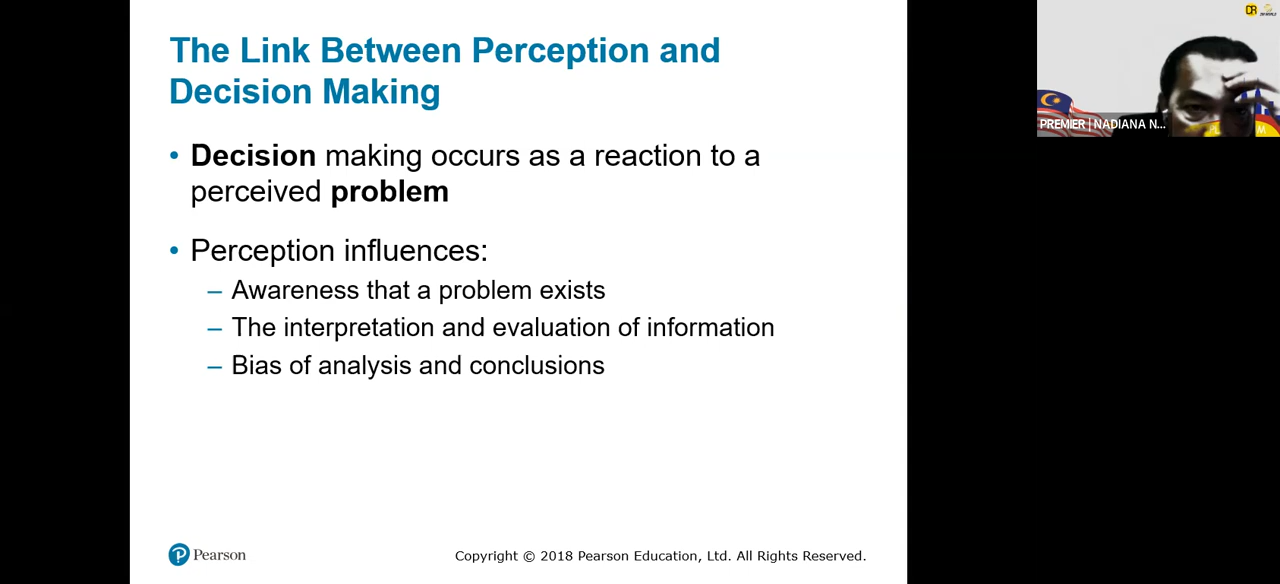 The Link Between Perception and
Decision Making
• Decision making occurs as a reaction to a
perceived problem
• Perception influences:
– Awareness that a problem exists
– The interpretation and evaluation of information
– Bias of analysis and conclusions
Pearson
Copyright © 2018 Pearson Education, Ltd. All Rights Reserved.
PREMIER | NADIANA N...